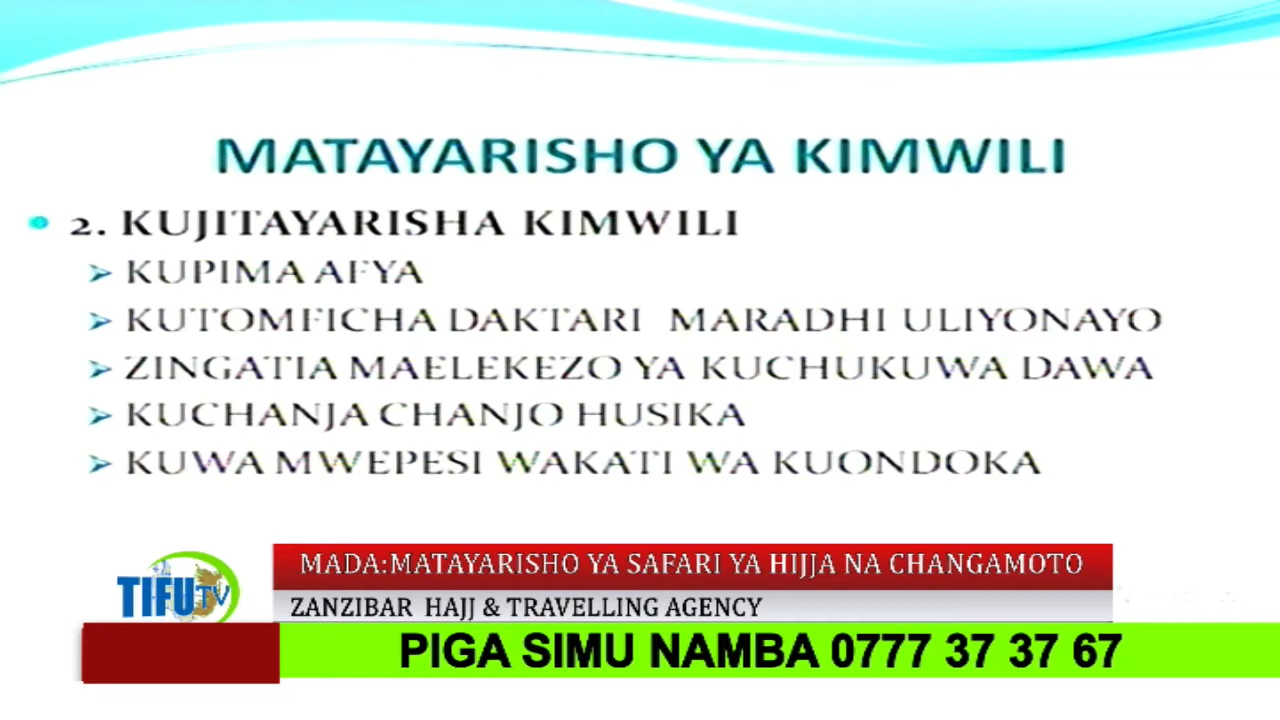 MATAYARISHO YA KIMWILI
2. KUJITAYARISHA KIMWILI
KUPIMA AFYA
KUTOMFICHA DAKTARI MARADHI ULIYONAYO
ZINGATIA MAELEKEZO YA KUCHUKUWA DAWA
KUCHANJA CHANJO HUSIKA
KUWA MWEPESI WAKATI WA KUONDOKA
MADA:MATAYARISHO YA SAFARI YA HIJJA NA CHANGAMOTO
TIFU TV
ZANZIBAR HAJJ & TRAVELLING AGENCY
PIGA SIMU NAMBA 0777 37 37 67